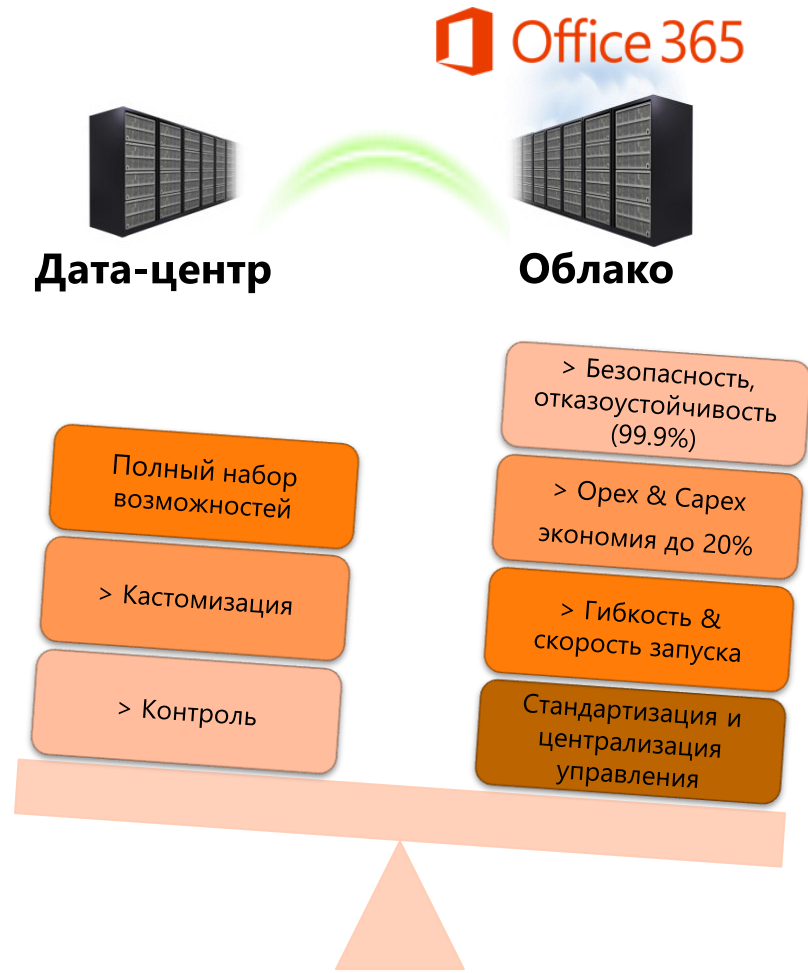 Office 365
Дата-центр
Облако
Полный набор
возможностей
> Кастомизация
> Контроль
> Безопасность,
отказоустойчивость
(99.9%)
> Opex & Capex
экономия до 20%
> Гибкость &
скорость запуска
Стандартизация и
централизация
управления